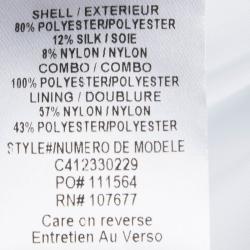 SHELL / EXTERIEUR
80% POLYESTER/POLYESTER
12% SILK / SOIE
8% NYLON / NYLON
COMBO / COMBO
100% POLYESTER/POLYESTER
LINING / DOUBLURE
57% NYLON / NYLON
43% POLYESTER/POLYESTER
STYLE#/NUMERO DE MODELE
C412330229
PO# 111564
RN# 107677
Care on reverse
Entretien Au Verso